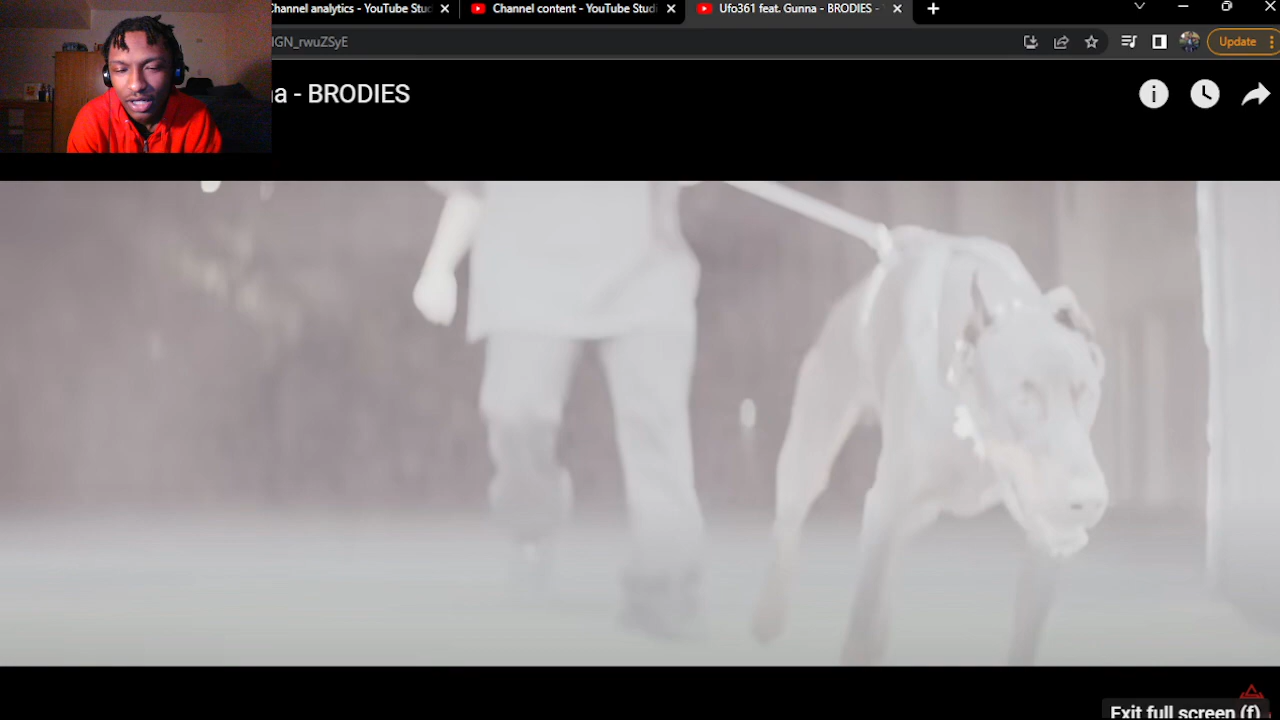 Channel analytics - YouTube Stu
Channel content - YouTube Studi
Ufo361 feat. Gunna - BRODIES -
IGN_rwuZSyE
Update
a - BRODIES
Exit full screen (f)